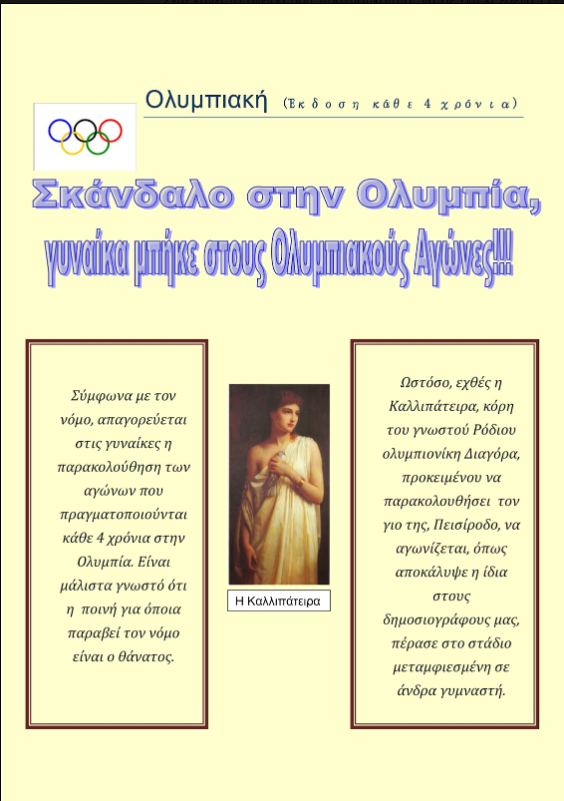 Ολυμπιακή (Έκδοση κάθε 4 χρόνια)
Σκάνδαλο στην Ολυμπία,
γυναίκα μπήκε στους Ολυμπιακούς Αγώνες!!!
Σύμφωνα με τον
νόμο, απαγορεύεται
στις γυναίκες η
παρακολούθηση των
αγώνων που
πραγματοποιούνται
κάθε 4 χρόνια στην
Ολυμπία. Είναι
μάλιστα γνωστό ότι
η ποινή για όποια
παραβεί τον νόμο
είναι ο θάνατος.
Η Καλλιπάτειρα
Ωστόσο, εχθές η
Καλλιπάτειρα, κόρη
του γνωστού Ρόδιου
ολυμπιονίκη Διαγόρα,
προκειμένου να
παρακολουθήσει τον
γιο της, Πεισίροδο, να
αγωνίζεται, όπως
αποκάλυψε η ίδια
στους
δημοσιογράφους μας,
πέρασε στο στάδιο
μεταμφιεσμένη σε
άνδρα γυμναστή.